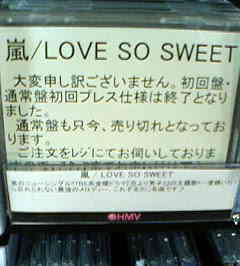 嵐/LOVE SO SWEET
大変申し訳ございません。初回盤・
通常盤初回プレス仕様は終了となり
ました。
通常盤も只今、売り切れとなってお
ります。
ご注文をレジにてお伺いしておりま
嵐 / LOVE SO SWEET
HMV